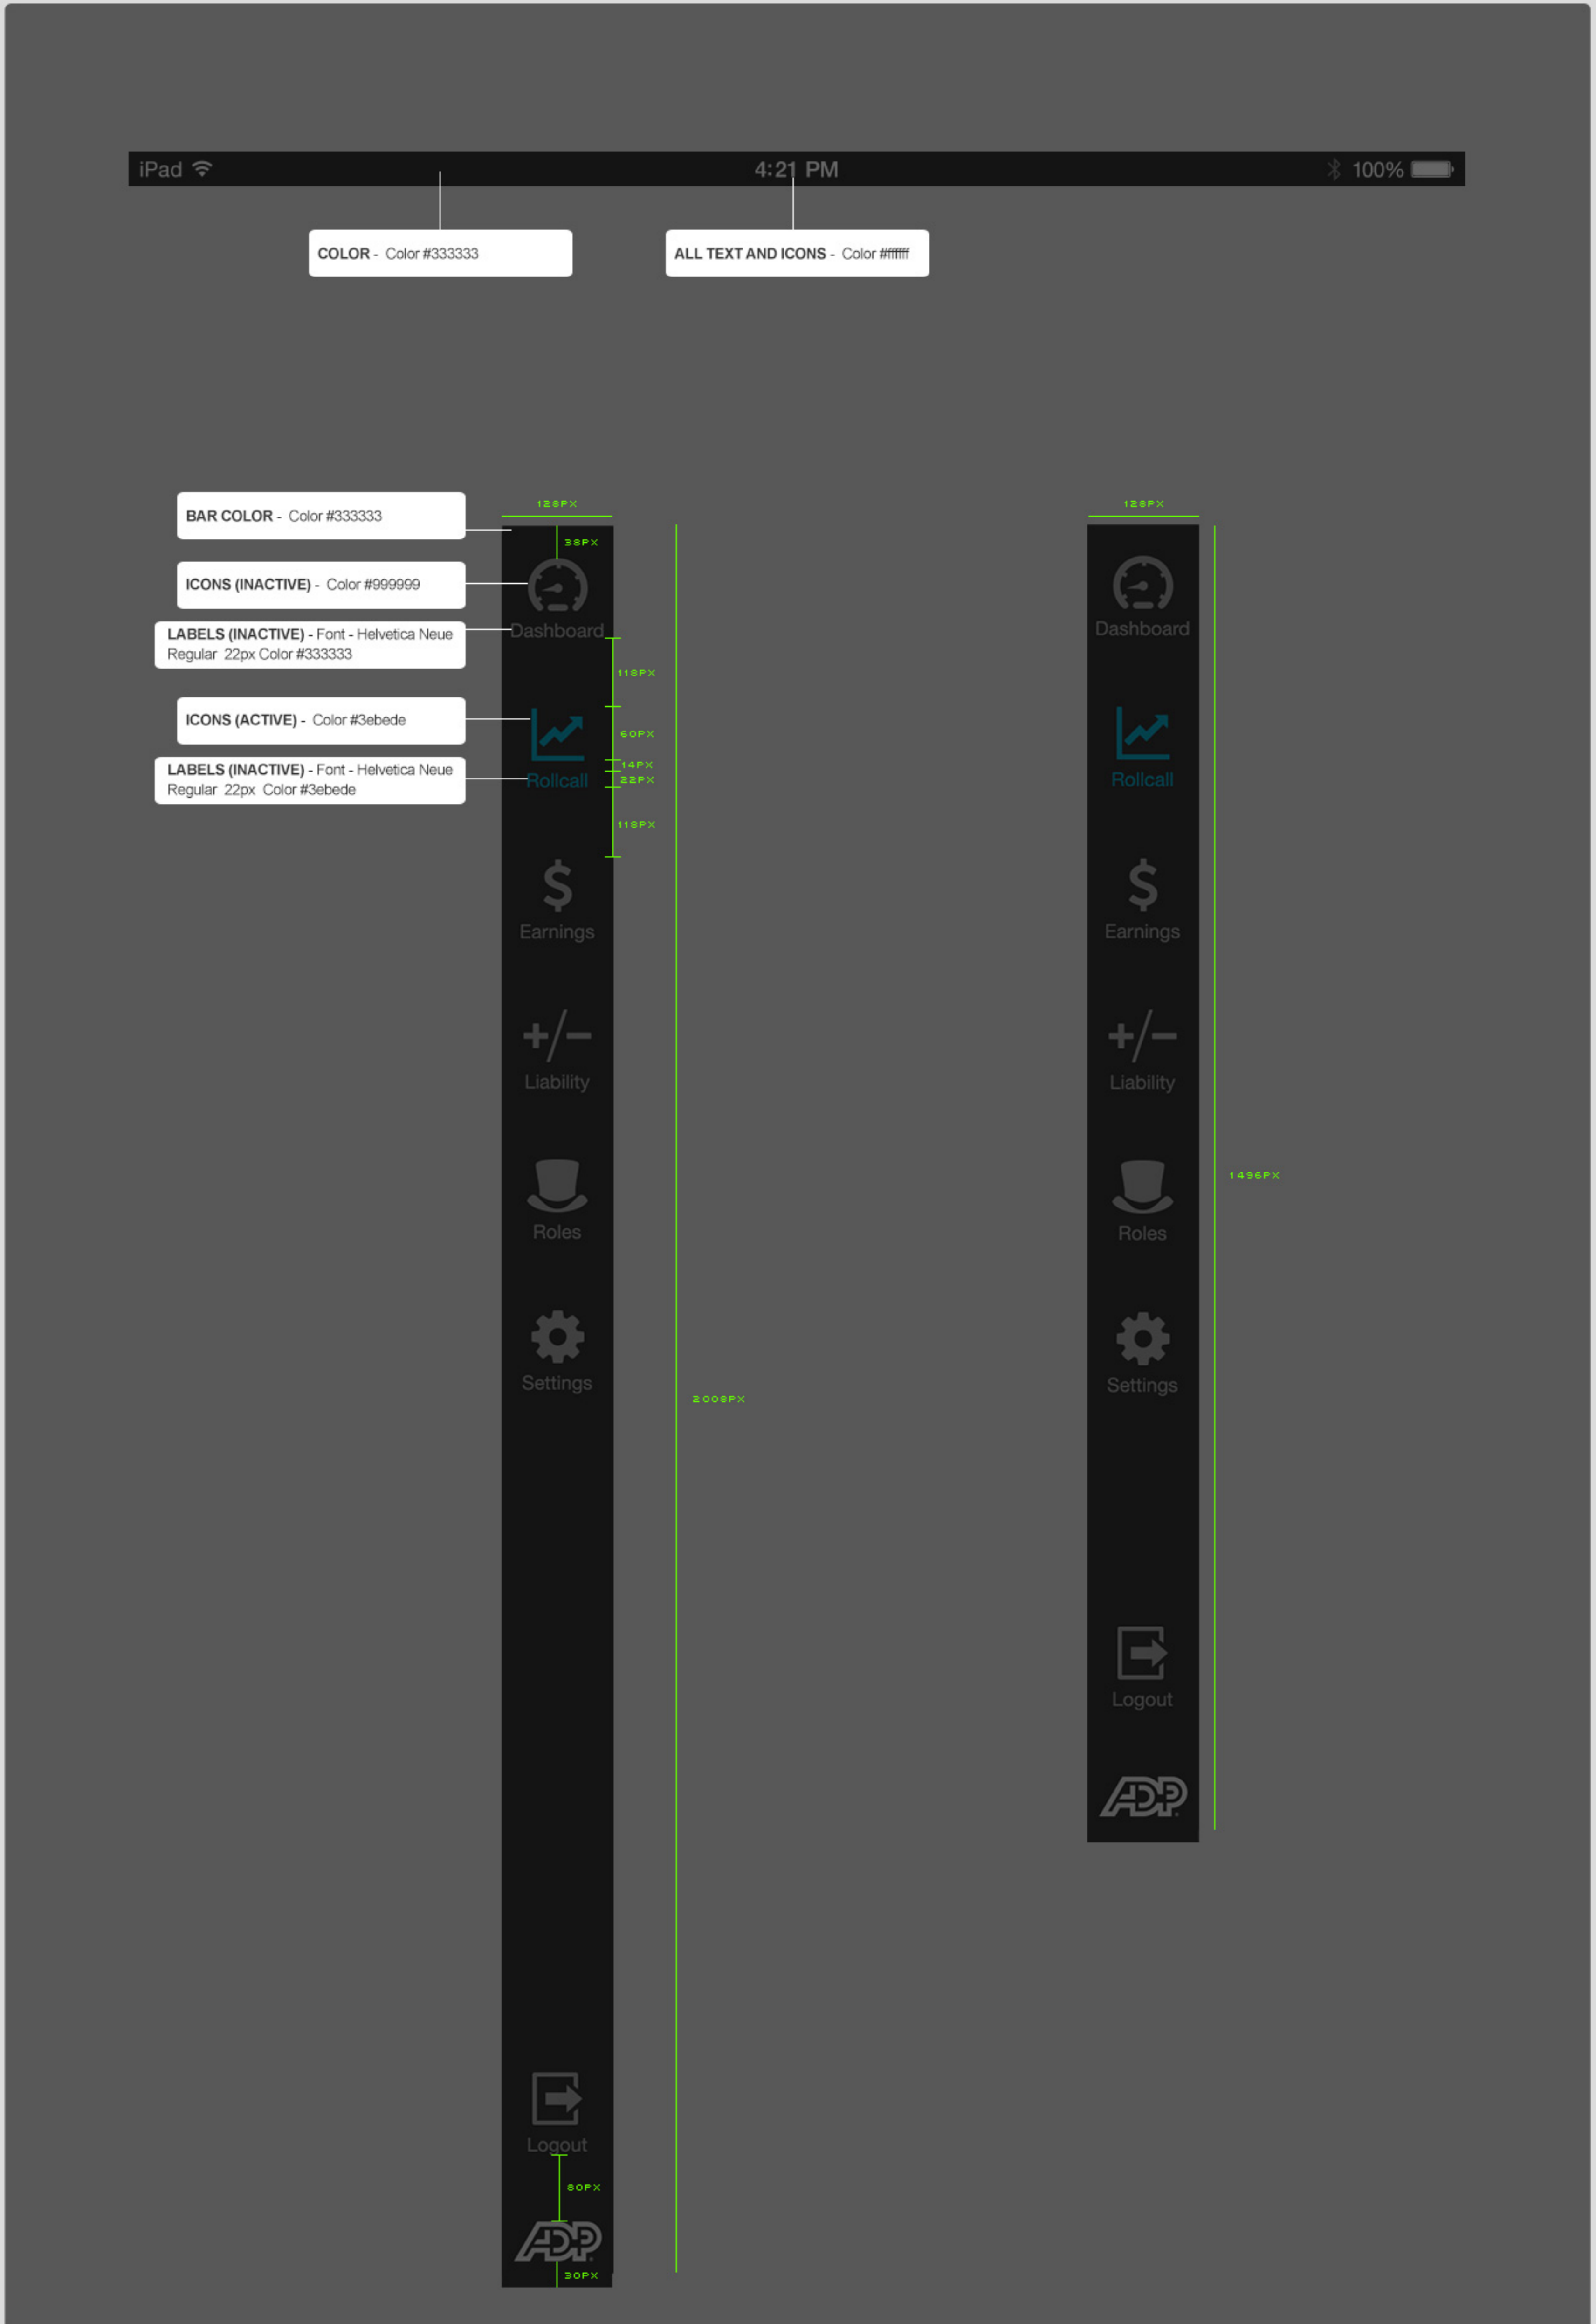 iPad
4:21 PM
100%
COLOR - Color #333333
ALL TEXT AND ICONS - Color #ffffff
128PX
128PX
BAR COLOR - Color #333333
38PX
ICONS (INACTIVE) - Color #999999
LABELS (INACTIVE) - Font - Helvetica Neue
Regular 22px Color #333333
Dashboard
Dashboard
118PX
ICONS (ACTIVE) - Color #3ebede
60PX
14PX
LABELS (INACTIVE) - Font - Helvetica Neue
Regular 22px Color #3ebede
Rollcall
22PX
Rollcall
118PX
$
$
Earnings
Earnings
+/−
+/−
Liability
Liability
1496PX
Roles
Roles
Settings
Settings
2008PX
Logout
ADP
Logout
80PX
ADP
30PX